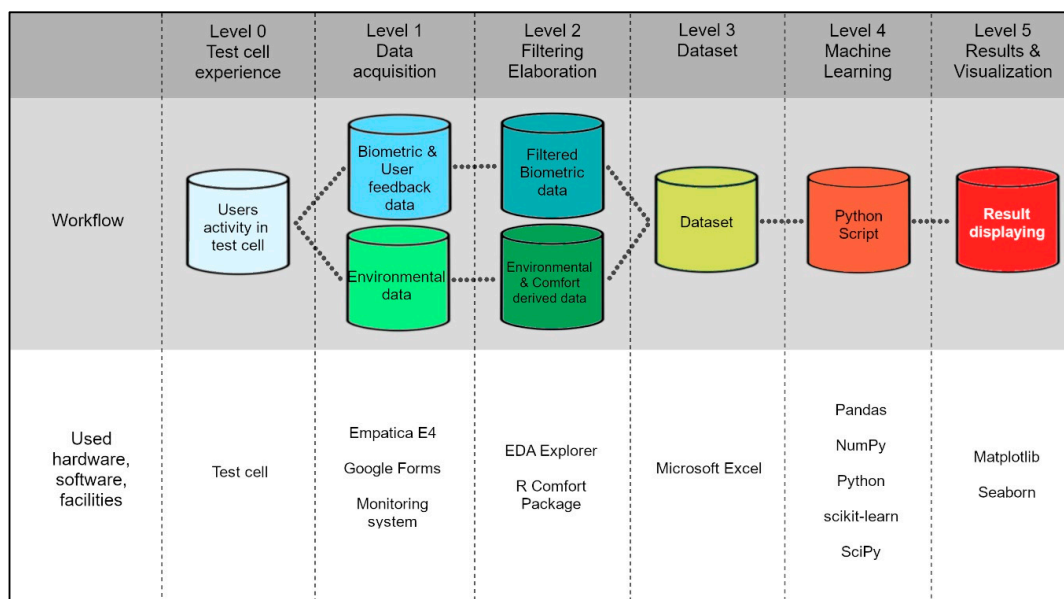 Level 0
Test cell
experience
Level 1
Data
acquisition
Level 2
Filtering
Elaboration
Level 3
Dataset
Level 4
Machine
Learning
Level 5
Results &
Visualization
Workflow
Users
activity in
test cell
Biometric &
User
feedback
data
Environmental
data
Filtered
Biometric
data
Environmental
& Comfort
derived data
Dataset
Python
Script
Result
displaying
Used
hardware,
software,
facilities
Test cell
Empatica E4
Google Forms
Monitoring
system
EDA Explorer
R Comfort
Package
Microsoft Excel
Pandas
NumPy
Python
scikit-learn
SciPy
Matplotlib
Seaborn